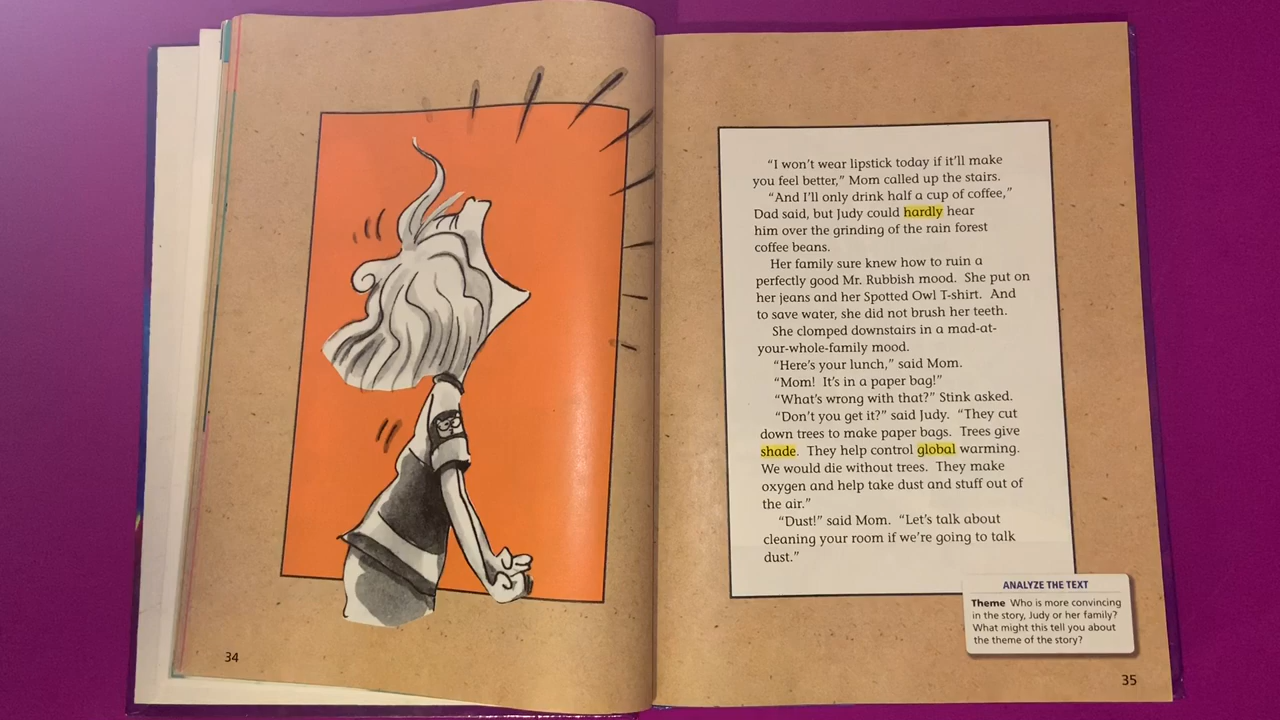 "I won't wear lipstick today if it'll make
you feel better," Mom called up the stairs.
"And I'll only drink half a cup of coffee,"
Dad said, but Judy could hardly hear
him over the grinding of the rain forest
coffee beans.
Her family sure knew how to ruin a
perfectly good Mr. Rubbish mood. She put on
her jeans and her Spotted Owl T-shirt. And
to save water, she did not brush her teeth.
She clomped downstairs in a mad-at-
your-whole-family mood.
"Here's your lunch," said Mom.
"Mom! It's in a paper bag!"
"What's wrong with that?" Stink asked.
"Don't you get it?" said Judy. "They cut
down trees to make paper bags. Trees give
shade. They help control global warming.
We would die without trees. They make
oxygen and help take dust and stuff out of
the air."
"Dust!" said Mom. "Let's talk about
cleaning your room if we're going to talk
dust."
ANALYZE THE TEXT
Theme Who is more convincing
in the story, Judy or her family?
What might this tell you about
the theme of the story?
34
35